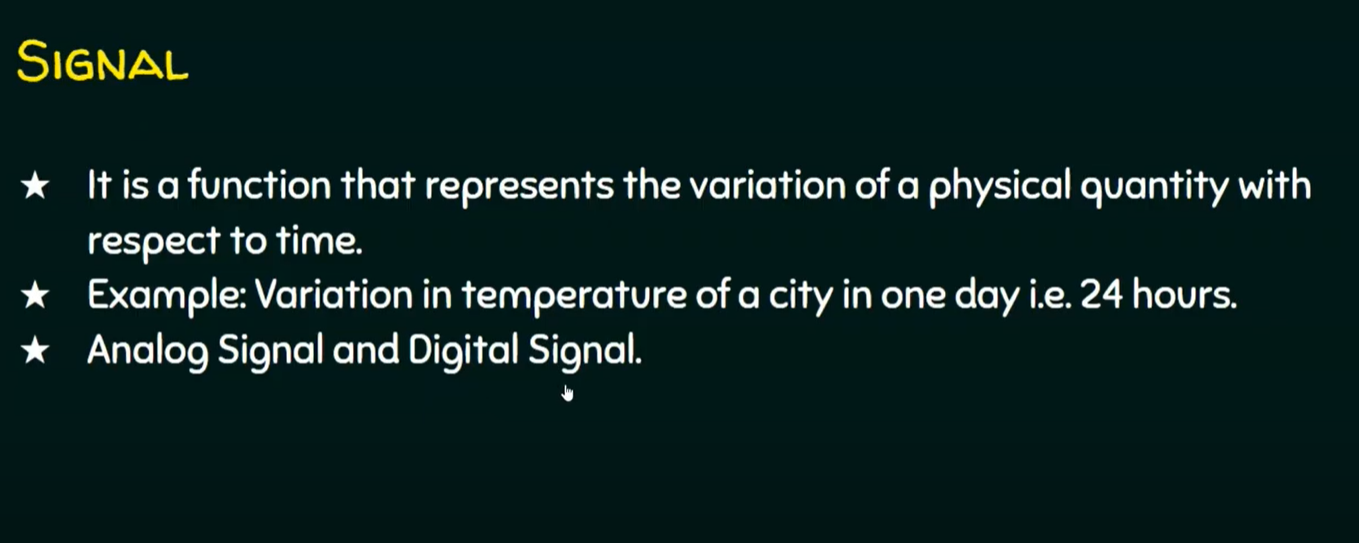 SIGNAL
★ It is a function that represents the variation of a physical quantity with
respect to time.
★ Example: Variation in temperature of a city in one day i.e. 24 hours.
★ Analog Signal and Digital Signal.